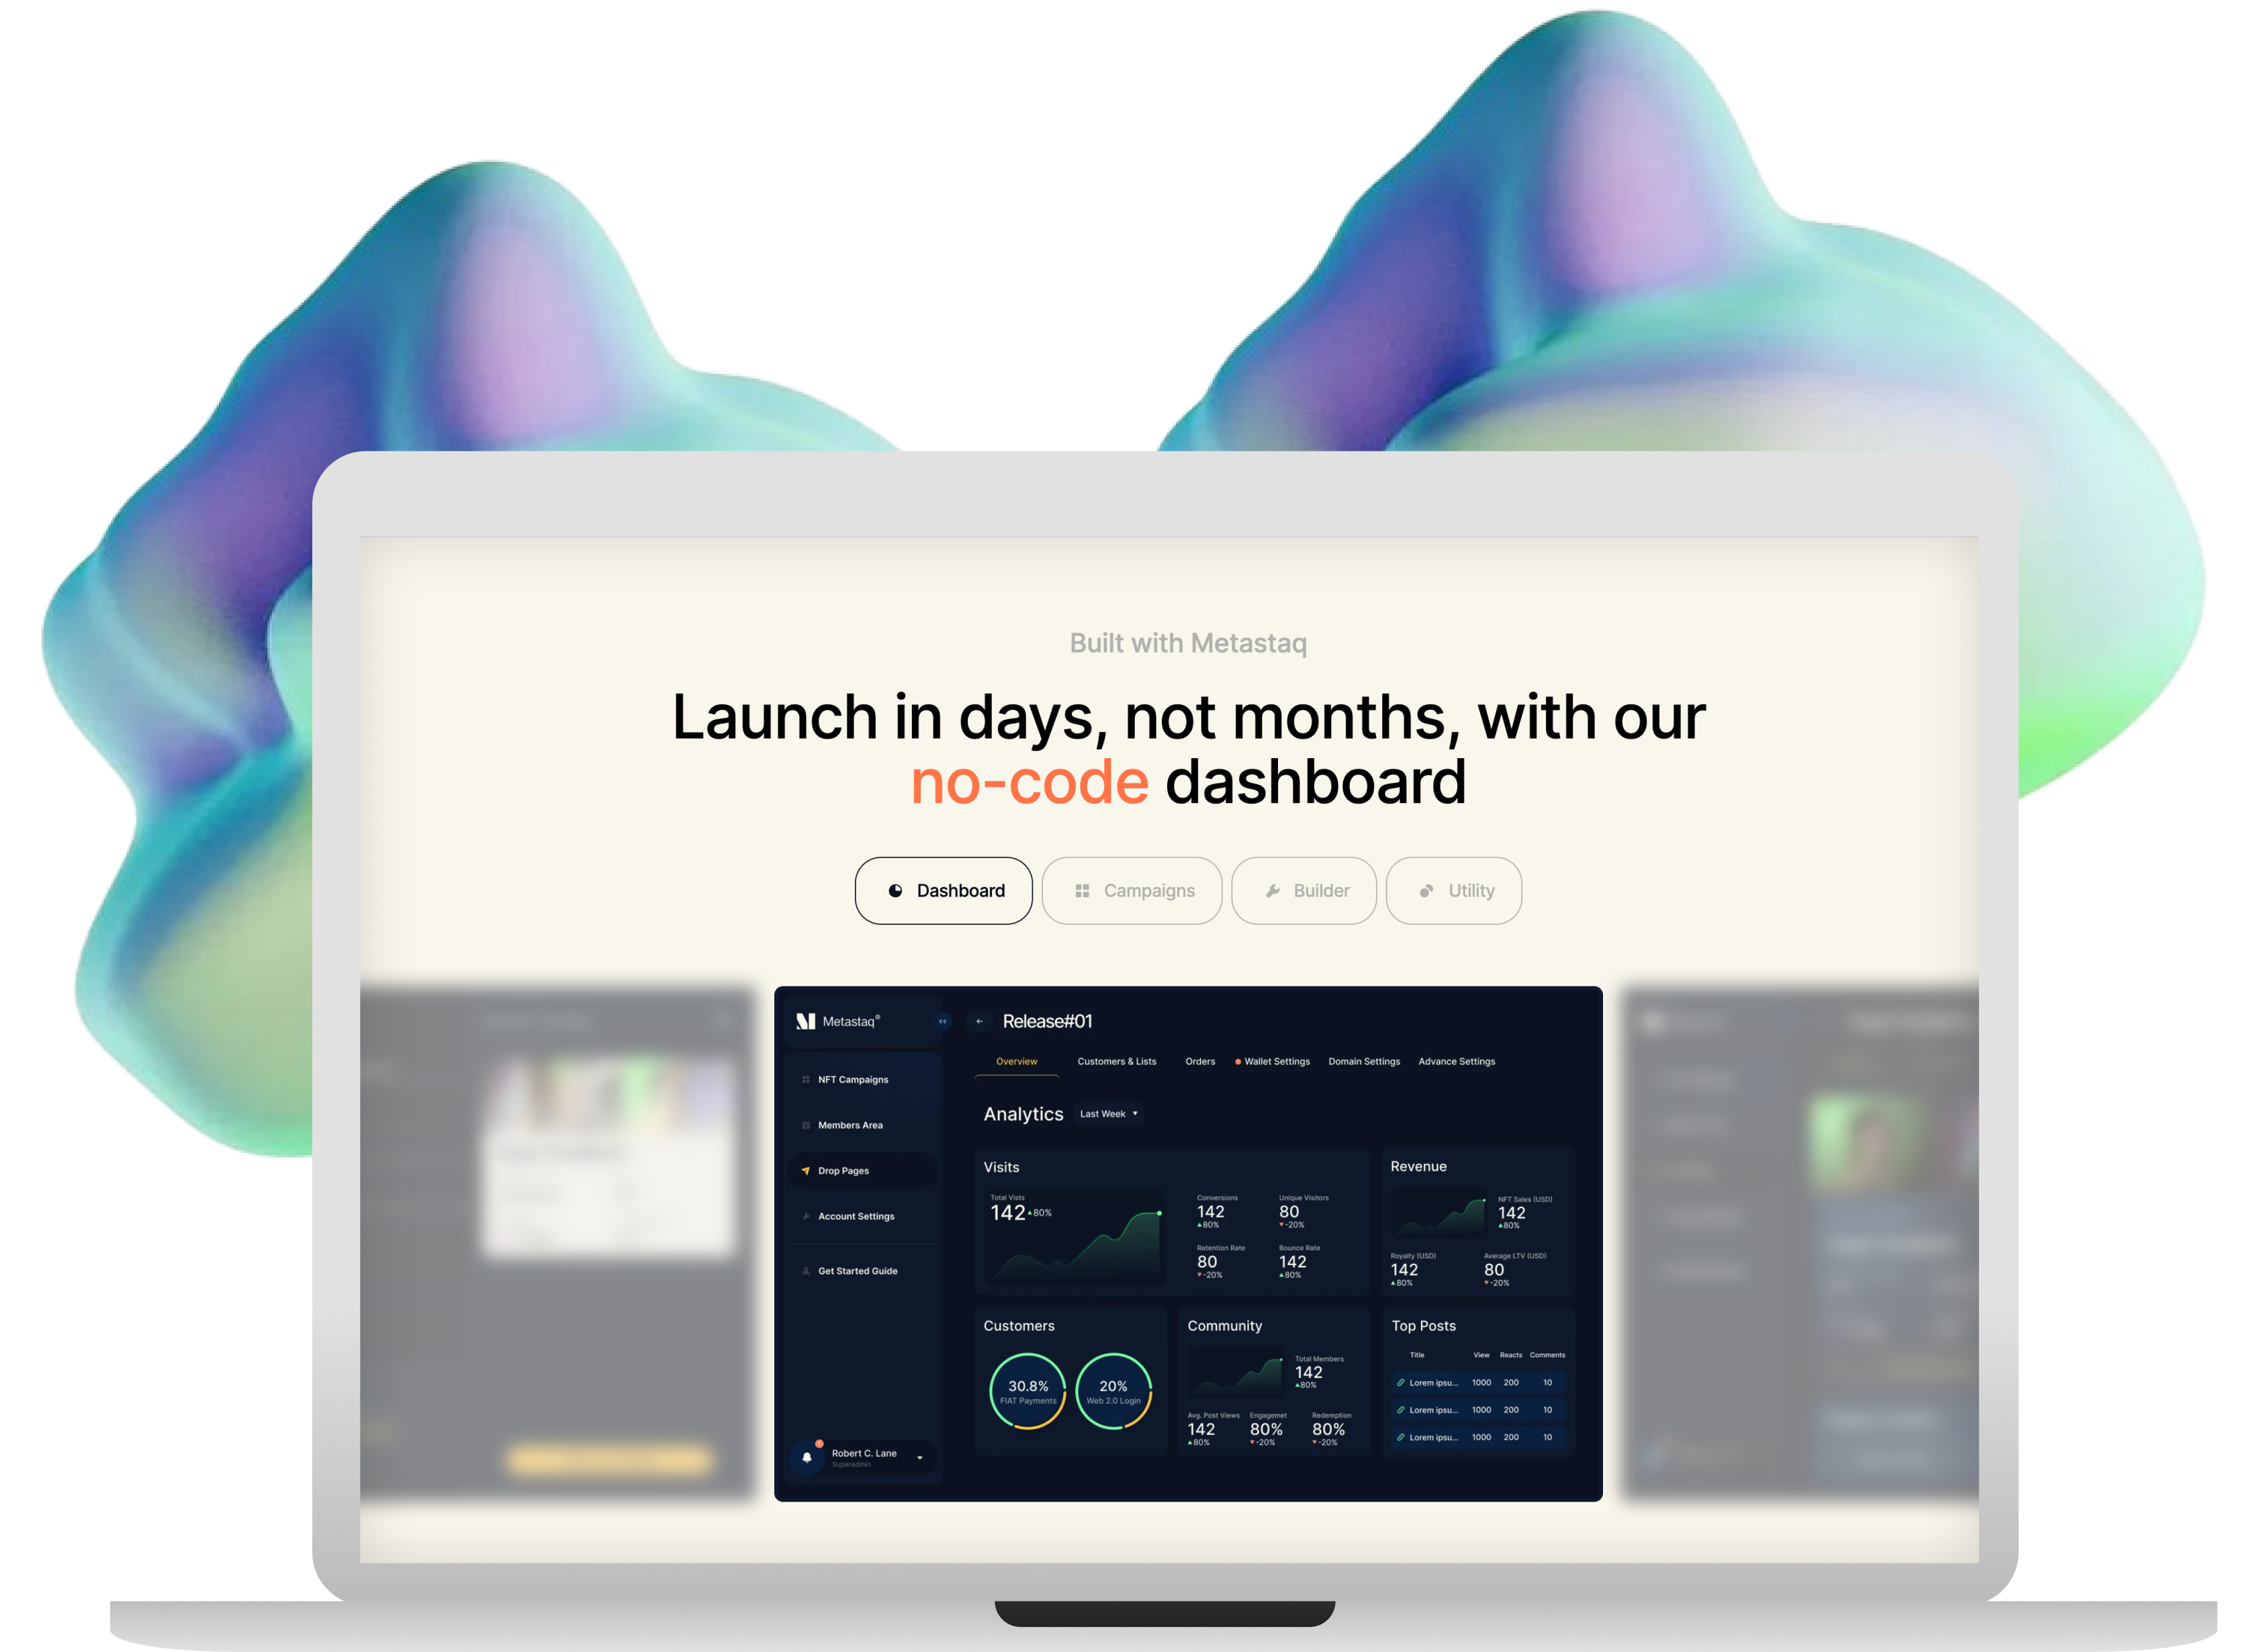 Built with Metastaq
Launch in days, not months, with our
no-code dashboard
Dashboard
Campaigns
Builder
Utility
Metastaq®
Release#01
Overview
Customers & Lists
Orders
Wallet Settings
Domain Settings
Advance Settings
NFT Campaigns
Members Area
Drop Pages
Account Settings
Get Started Guide
Robert C. Lane
Superadmin
Analytics
Last Week
Visits
Total Vists
142 80%
Conversions
142
80%
Unique Visitors
80
-20%
Retention Rate
80
-20%
Bounce Rate
142
80%
Revenue
NFT Sales (USD)
142
80%
Royalty (USD)
142
80%
Average LTV (USD)
80
-20%
Customers
30.8%
FIAT Payments
20%
Web 2.0 Login
Community
Total Members
142
80%
Avg. Post Views
142
80%
Engagemet
80%
-20%
Redemption
80%
-20%
Top Posts
Title View Reacts Comments
Lorem ipsu... 1000 200 10
Lorem ipsu... 1000 200 10
Lorem ipsu... 1000 200 10